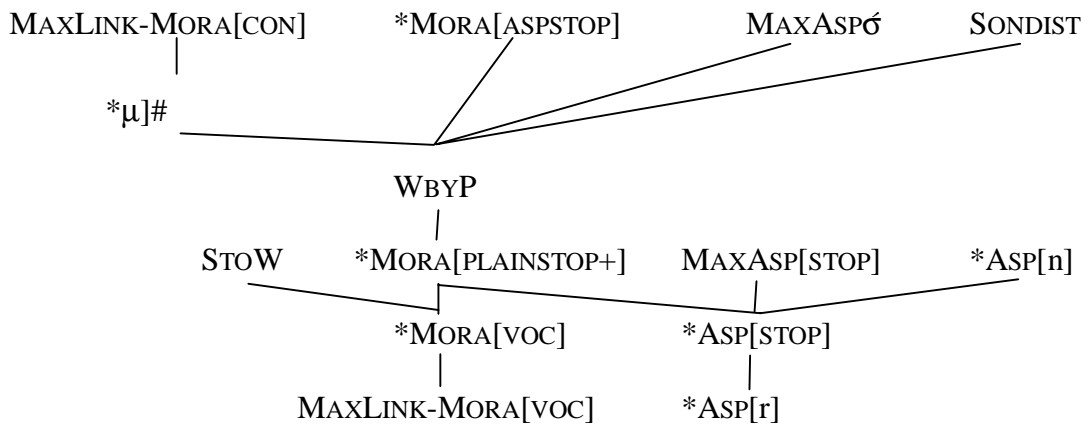 MAXLINK-MORA[CON] *MORA[ASPSTOP] MAXASPσ́ SONDIST
*μ]#
WBYP
STOW *MORA[PLAINSTOP+] MAXASP[STOP] *ASP[n]
*MORA[VOC] *ASP[STOP]
MAXLINK-MORA[VOC] *ASP[r]